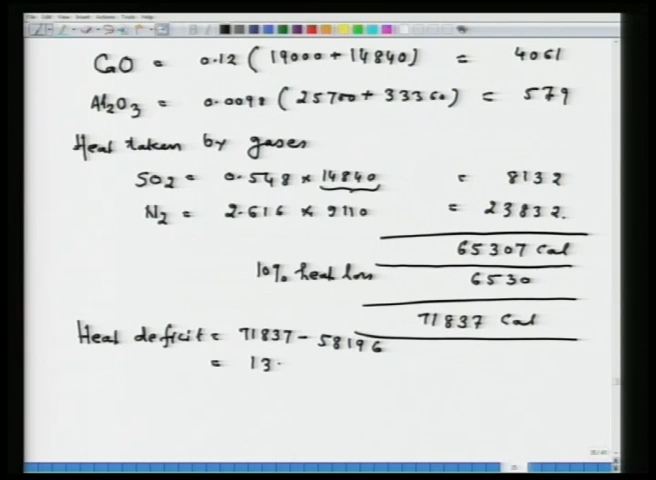 CaO = 0.12 ( 19000 + 14840 ) = 4061
Al2O3 = 0.0098 ( 25700 + 33360 ) = 579
Heat taken by gases
SO2 = 0.548 × 14840 = 8132
N2 = 2.616 × 9110 = 23832.
65307 Cal
10% heat loss 6530
71837 Cal
Heat deficit = 71837 - 58196
= 13.